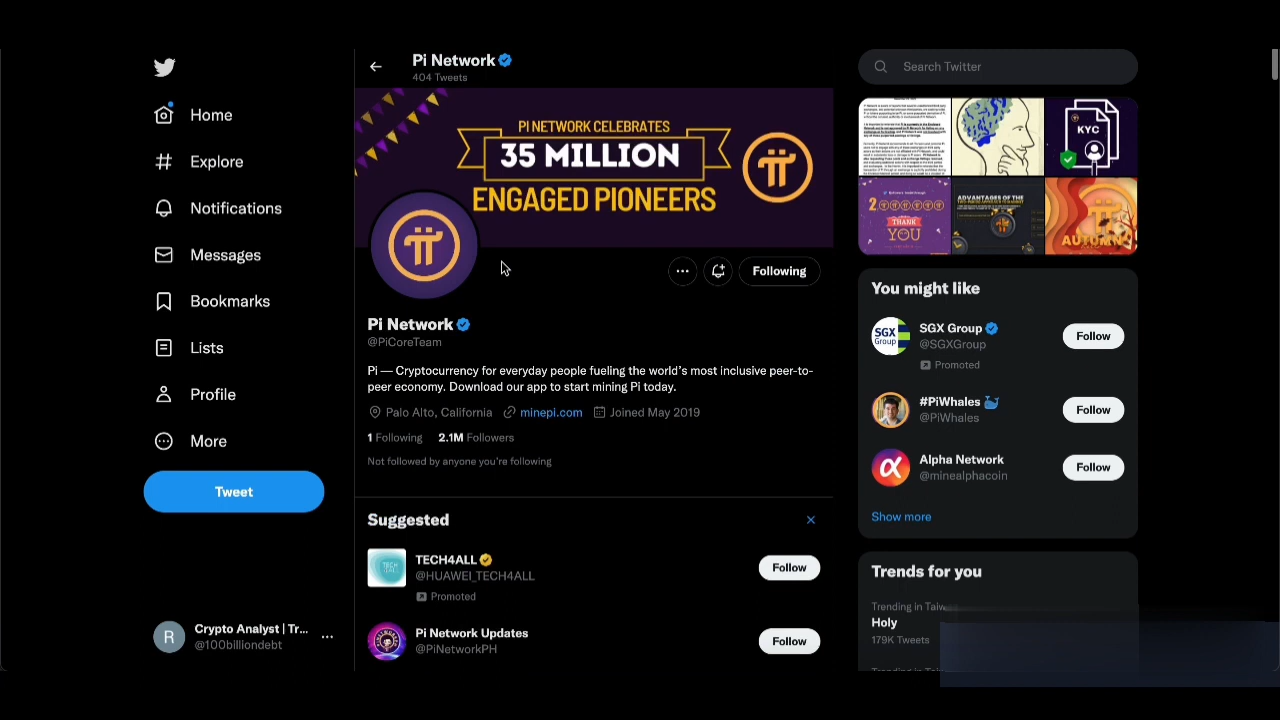 Home
Explore
Notifications
Messages
Bookmarks
Lists
Profile
More
Tweet
R
Crypto Analyst | Tr...
@100billiondebt
Pi Network
404 Tweets
PI NETWORK CELEBRATES
35 MILLION
ENGAGED PIONEERS
Following
Pi Network
@PiCoreTeam
Pi — Cryptocurrency for everyday people fueling the world's most inclusive peer-to-
peer economy. Download our app to start mining Pi today.
Palo Alto, California minepi.com Joined May 2019
1 Following 2.1M Followers
Not followed by anyone you're following
Suggested
TECH4ALL
@HUAWEI_TECH4ALL
Promoted
Follow
Pi Network Updates
@PiNetworkPH
Follow
Search Twitter
KYC
THANK
YOU
ADVANTAGES OF THE
AUTUMN
You might like
SGX
Group
SGX Group
@SGXGroup
Promoted
Follow
#PiWhales
@PiWhales
Follow
Alpha Network
@minealphacoin
Follow
Show more
Trends for you
Trending in
Holy
179K Tweets